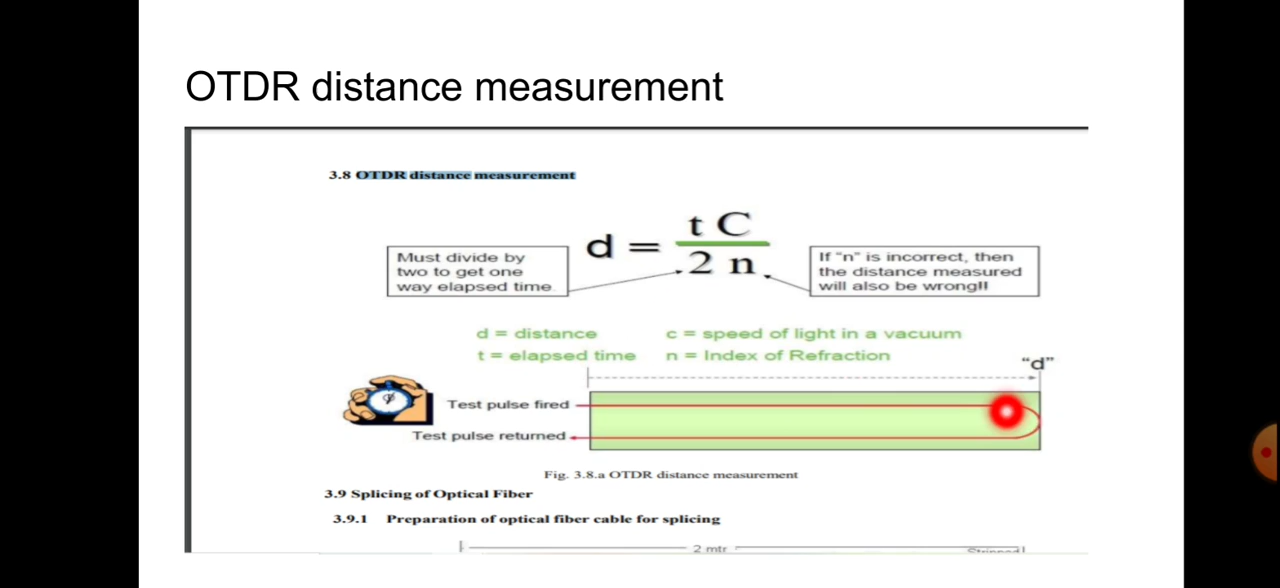 OTDR distance measurement
3.8 OTDR distance measurement
d = t C
2 n
Must divide by
two to get one
way elapsed time.
If "n" is incorrect, then
the distance measured
will also be wrong!!
d = distance
c = speed of light in a vacuum
t = elapsed time
n = Index of Refraction
"d"
Test pulse fired
Test pulse returned
Fig. 3.8.a OTDR distance measurement
3.9 Splicing of Optical Fiber
3.9.1 Preparation of optical fiber cable for splicing
2 mtr